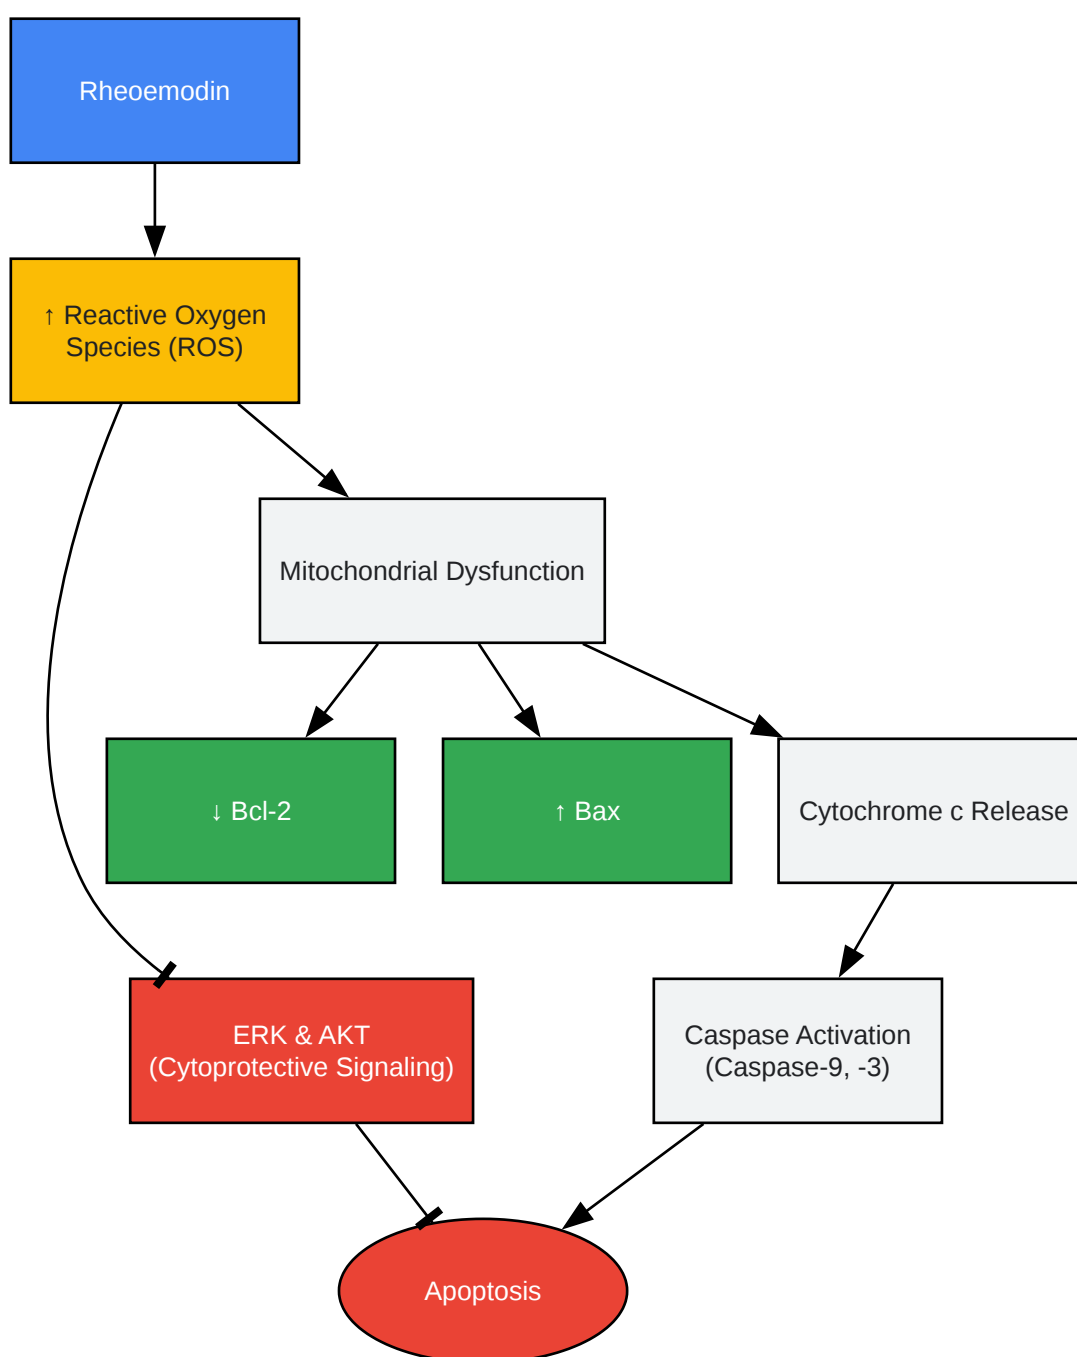 Rheoemodin
↑ Reactive Oxygen
Species (ROS)
Mitochondrial Dysfunction
↓ Bcl-2
↑ Bax
Cytochrome c Release
ERK & AKT
(Cytoprotective Signaling)
Caspase Activation
(Caspase-9, -3)
Apoptosis